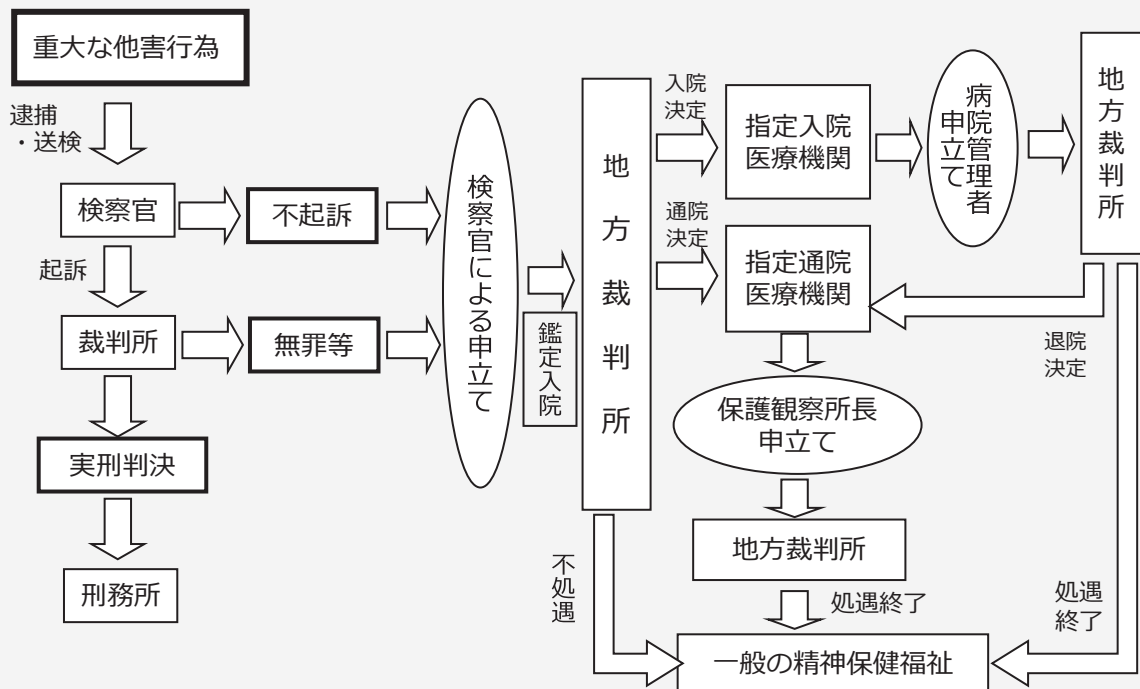 重大な他害行為
逮捕
・送検
検察官
不起訴
起訴
裁判所
無罪等
実刑判決
刑務所
検察官による申立て
鑑定入院
地方裁判所
入院
決定
指定入院
医療機関
病院管理者
申立て
地方裁判所
通院
決定
指定通院
医療機関
退院
決定
保護観察所長
申立て
地方裁判所
不処遇
処遇終了
処遇
終了
一般の精神保健福祉